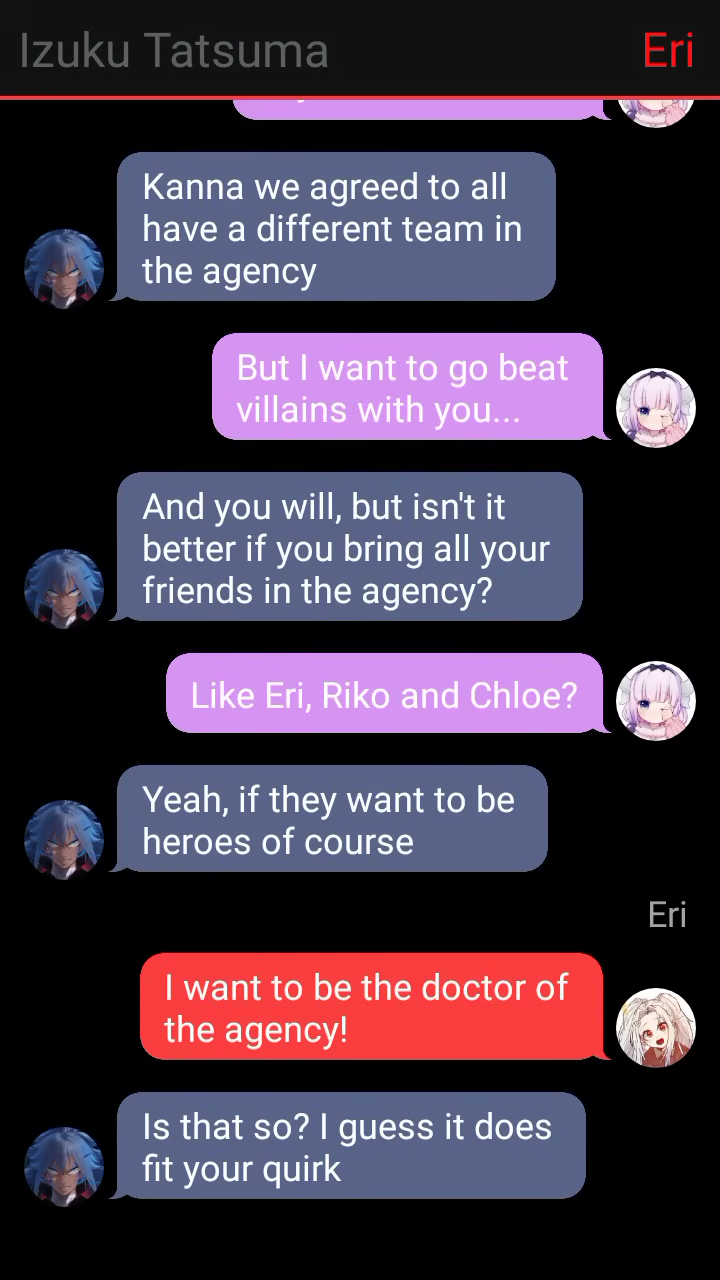 Izuku Tatsuma
Eri
Kanna we agreed to all
have a different team in
the agency
But I want to go beat
villains with you...
And you will, but isn't it
better if you bring all your
friends in the agency?
Like Eri, Riko and Chloe?
Yeah, if they want to be
heroes of course
Eri
I want to be the doctor of
the agency!
Is that so? I guess it does
fit your quirk